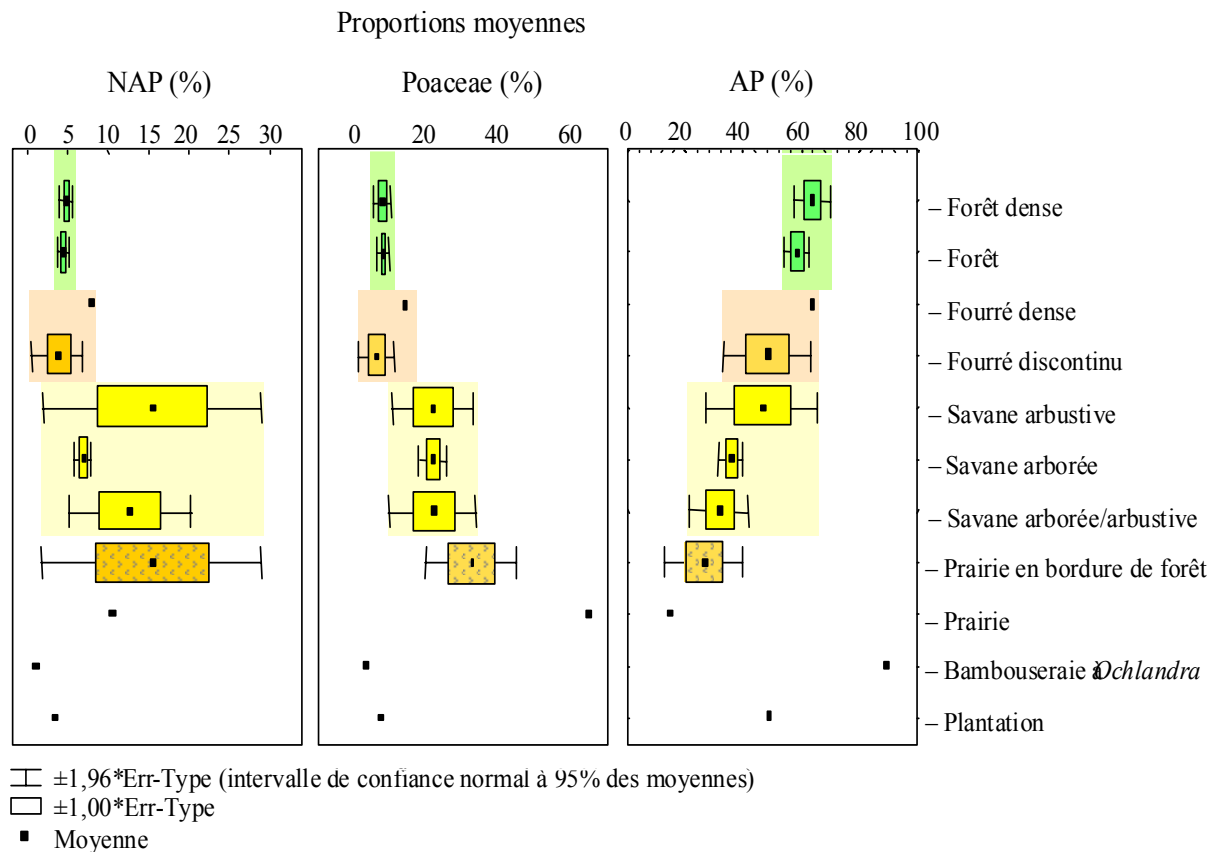 Proportions moyennes
NAP (%) Poaceae (%) AP (%)
0 5 10 15 20 25 30 0 20 40 60 0 20 40 60 80 100
– Forêt dense
– Forêt
– Fourré dense
– Fourré discontinu
– Savane arbustive
– Savane arborée
– Savane arborée/arbustive
– Prairie en bordure de forêt
– Prairie
– Bambouseraie à Ochlandra
– Plantation
±1,96*Err-Type (intervalle de confiance normal à 95% des moyennes)
±1,00*Err-Type
Moyenne